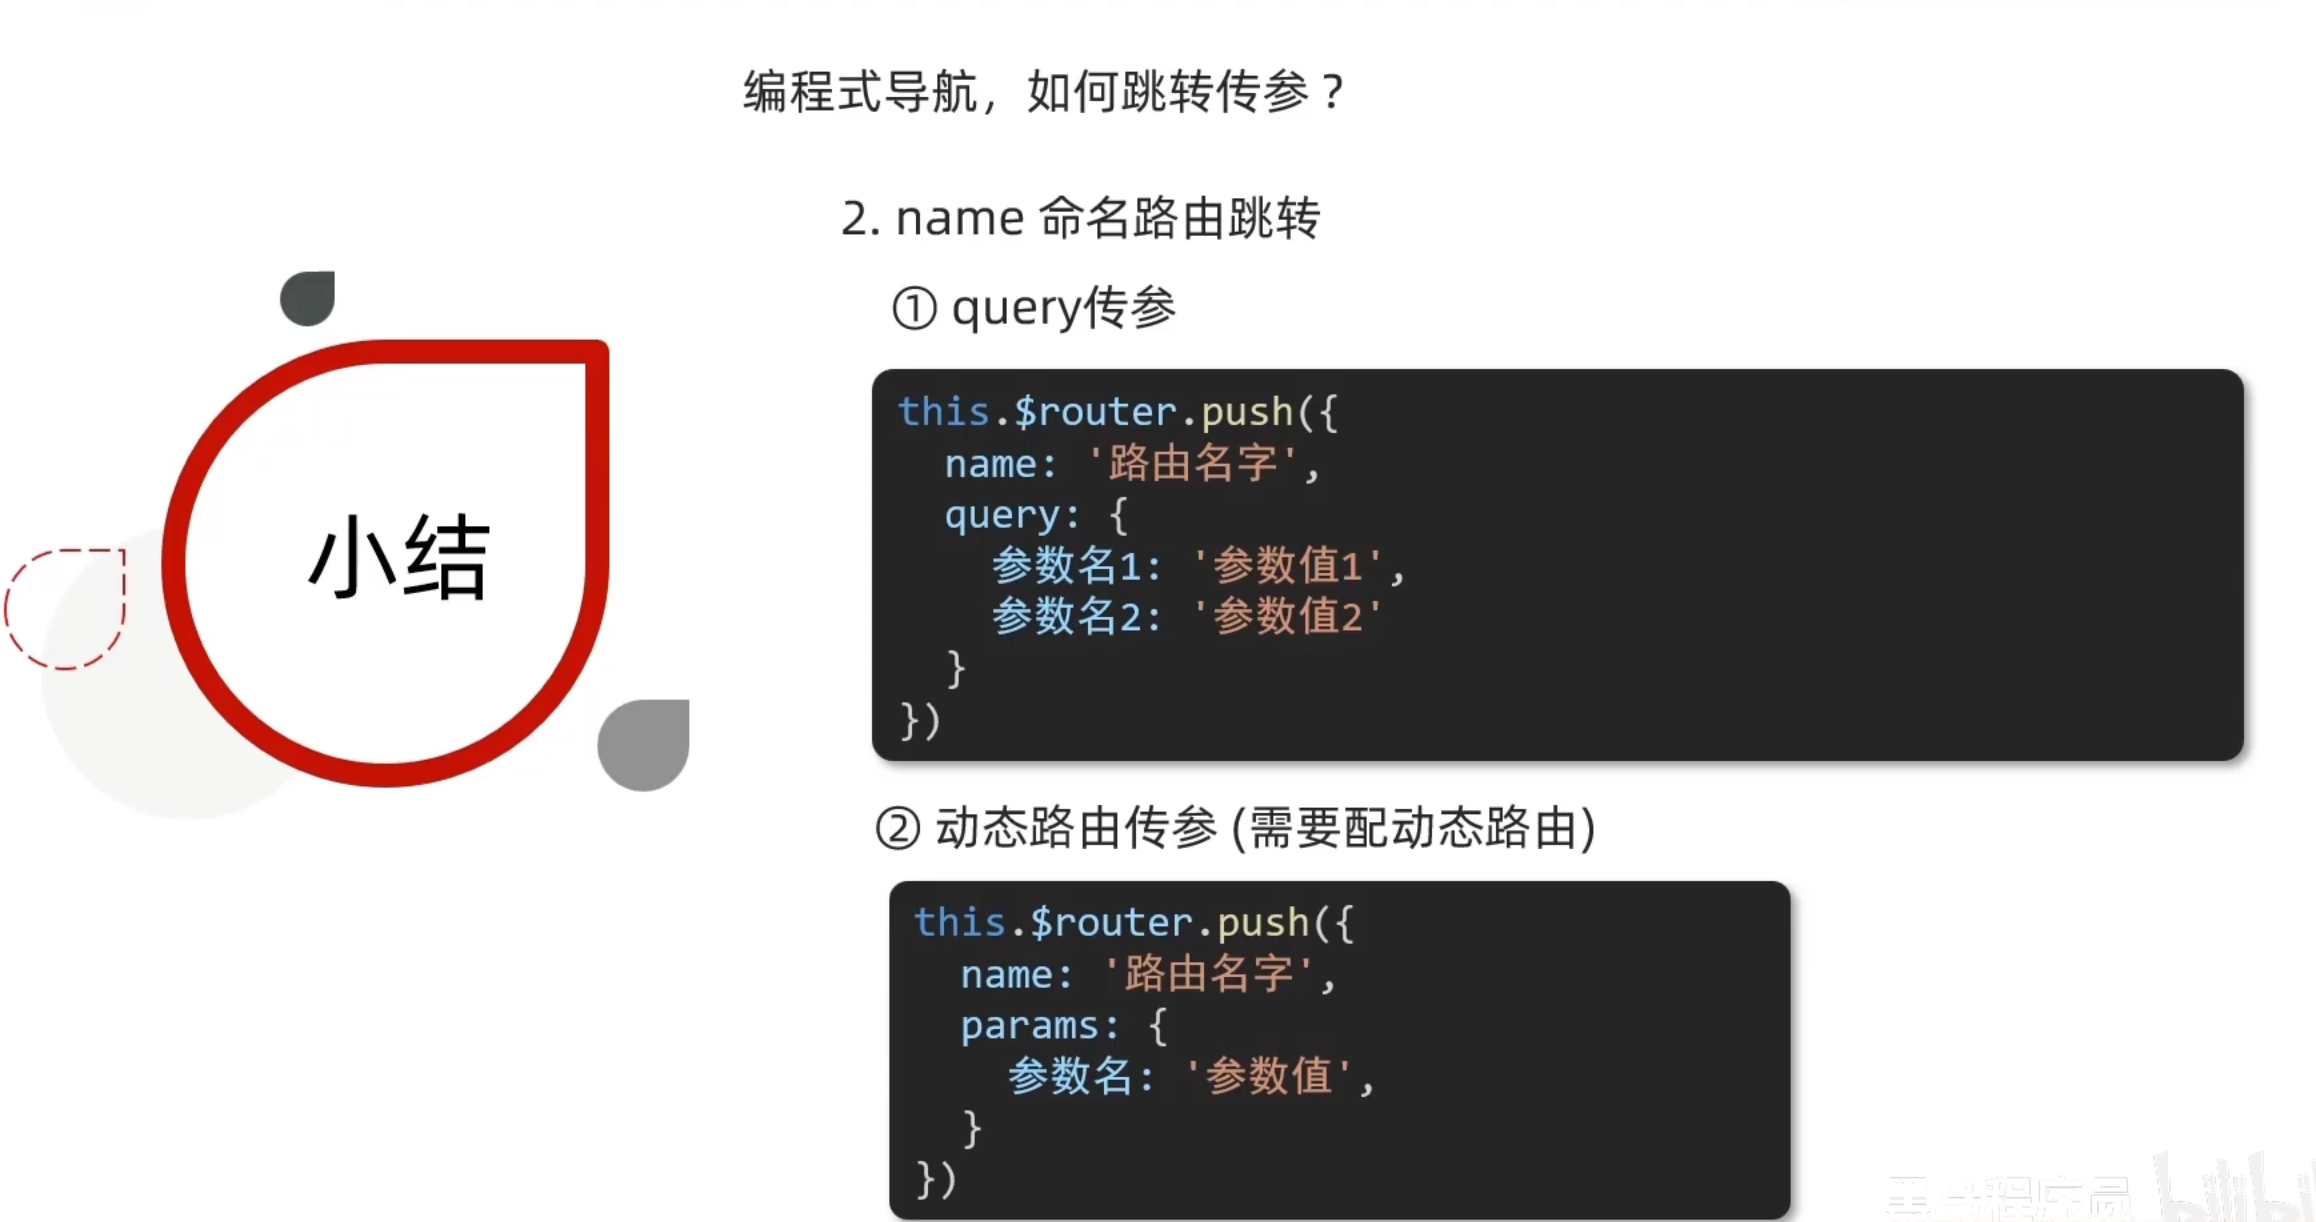 编程式导航，如何跳转传参？
2. name 命名路由跳转
① query传参
this.$router.push({
  name: '路由名字',
  query: {
    参数名1: '参数值1',
    参数名2: '参数值2'
  }
})
小结
② 动态路由传参 (需要配动态路由)
this.$router.push({
  name: '路由名字',
  params: {
    参数名: '参数值',
  }
})
黑马程序员 bilibili